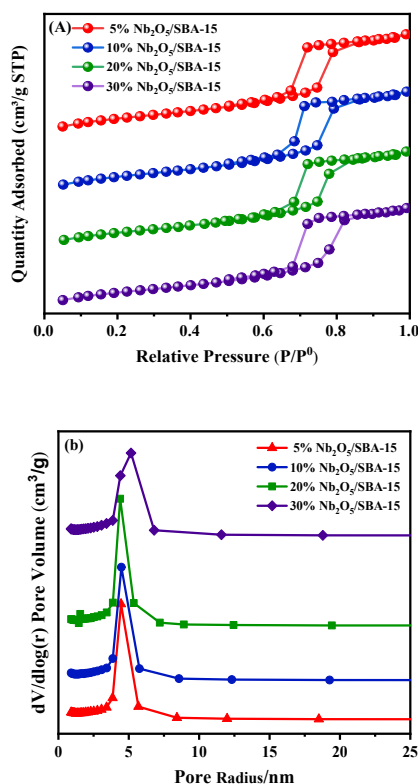 (A)
5% Nb₂O₅/SBA-15
10% Nb₂O₅/SBA-15
20% Nb₂O₅/SBA-15
30% Nb₂O₅/SBA-15
Quantity Adsorbed (cm³/g STP)
0.0 0.2 0.4 0.6 0.8 1.0
Relative Pressure (P/P⁰)
(b)
5% Nb₂O₅/SBA-15
10% Nb₂O₅/SBA-15
20% Nb₂O₅/SBA-15
30% Nb₂O₅/SBA-15
dV/dlog(r) Pore Volume (cm³/g)
0 5 10 15 20 25
Pore Radius/nm